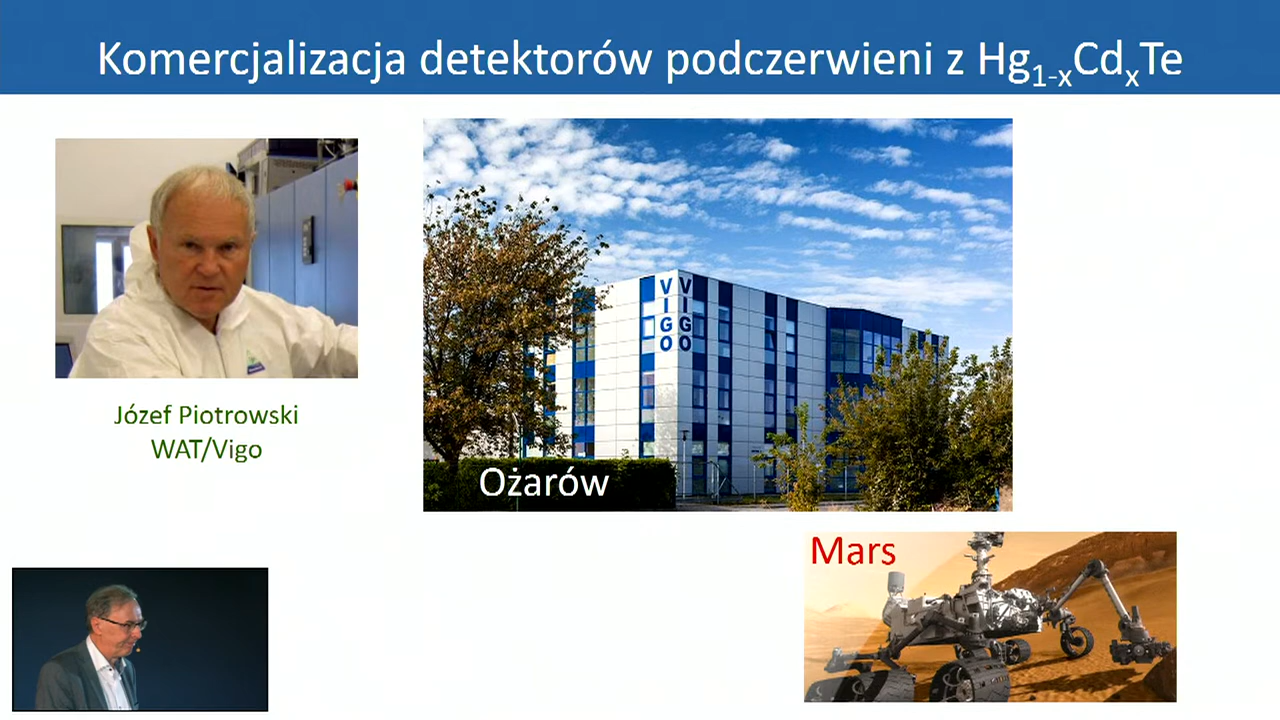 Komercjalizacja detektorów podczerwieni z Hg₁₋ₓCdₓTe
Józef Piotrowski
WAT/Vigo
VIGO
VIGO
Ożarów
Mars